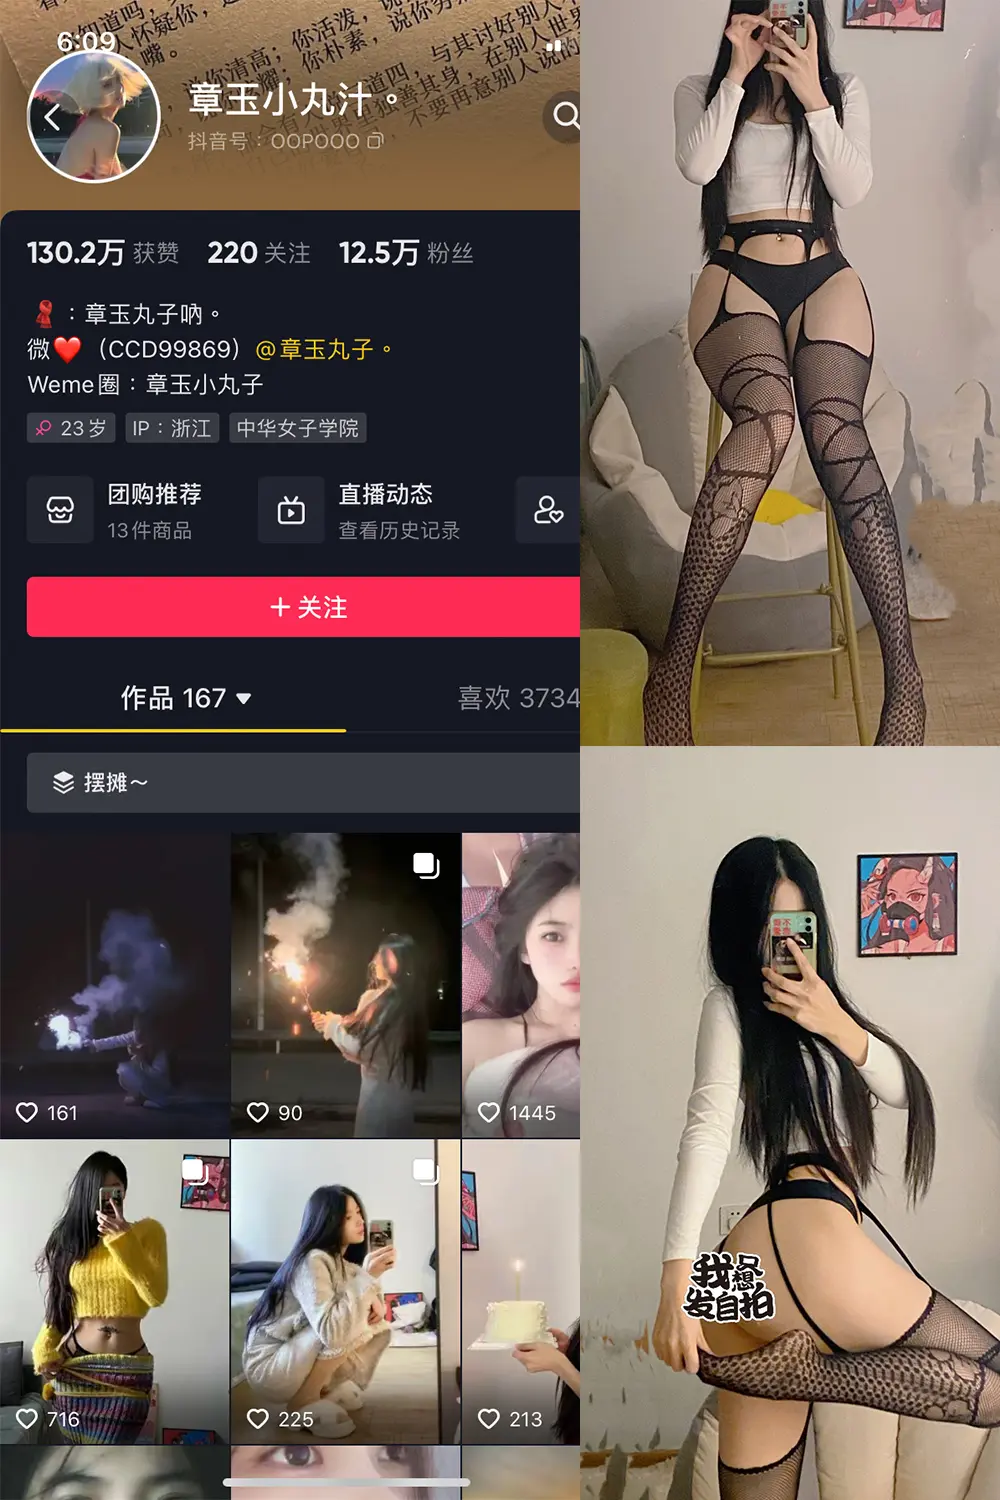 6:09
章玉小丸汁。
抖音号：OOPOOO
130.2万 获赞 220 关注 12.5万 粉丝
：章玉丸子吶。
微❤️（CCD99869）@章玉丸子。
Weme圈：章玉小丸子
23岁 IP：浙江 中华女子学院
团购推荐
13件商品
直播动态
查看历史记录
＋关注
作品 167 喜欢 3734
摆摊～
161
90
1445
716
225
213
我只想
发自拍